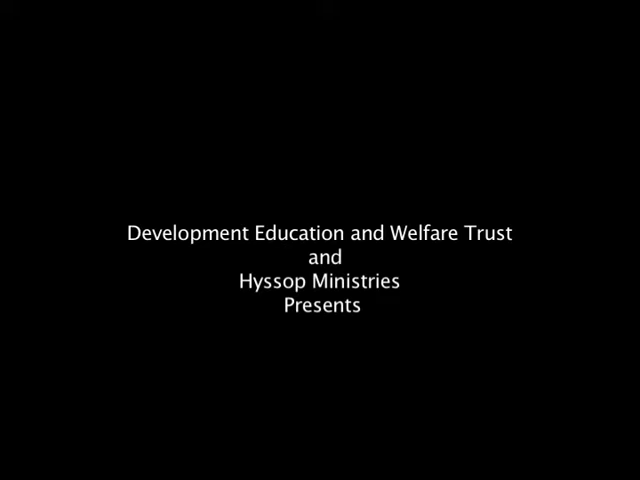 Development Education and Welfare Trust
and
Hyssop Ministries
Presents